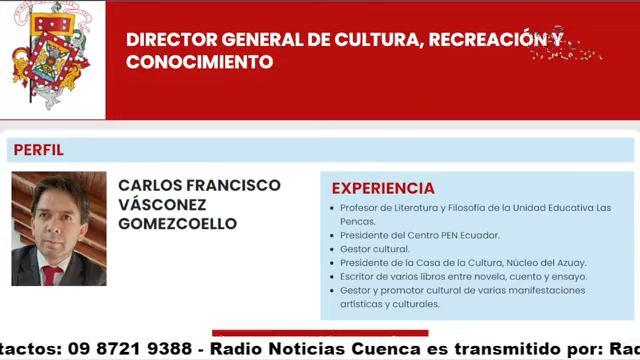 DIRECTOR GENERAL DE CULTURA, RECREACIÓN Y
CONOCIMIENTO
PERFIL
CARLOS FRANCISCO
VÁSCONEZ
GOMEZCOELLO
EXPERIENCIA
• Profesor de Literatura y Filosofía de la Unidad Educativa Las
Pencas.
• Presidente del Centro PEN Ecuador.
• Gestor cultural.
• Presidente de la Casa de la Cultura, Núcleo del Azuay.
• Escritor de varios libros entre novela, cuento y ensayo.
• Gestor y promotor cultural de varias manifestaciones
artísticas y culturales.
tactos: 09 8721 9388 - Radio Noticias Cuenca es transmitido por: Rad